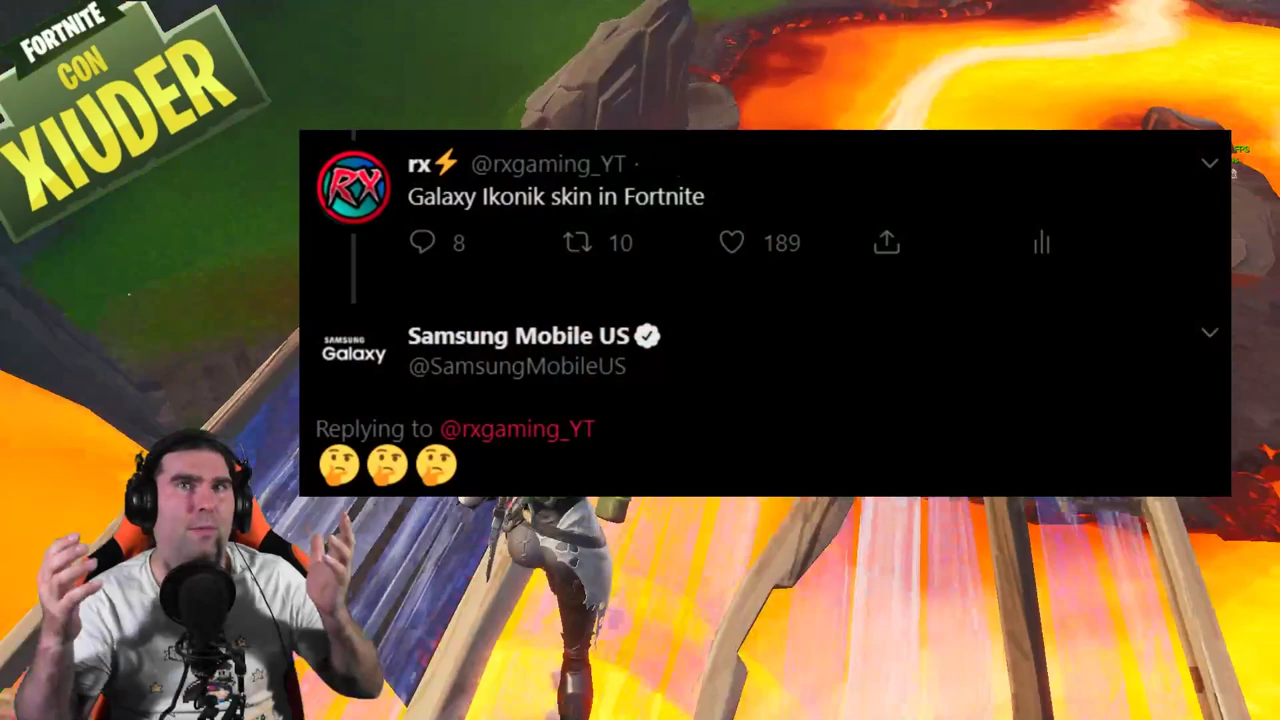 FORTNITE
CON
XIUDER
rx⚡ @rxgaming_YT ·
Galaxy Ikonik skin in Fortnite
8 10 189
SAMSUNG
Galaxy
Samsung Mobile US
@SamsungMobileUS
Replying to @rxgaming_YT
🤔🤔🤔
FPS